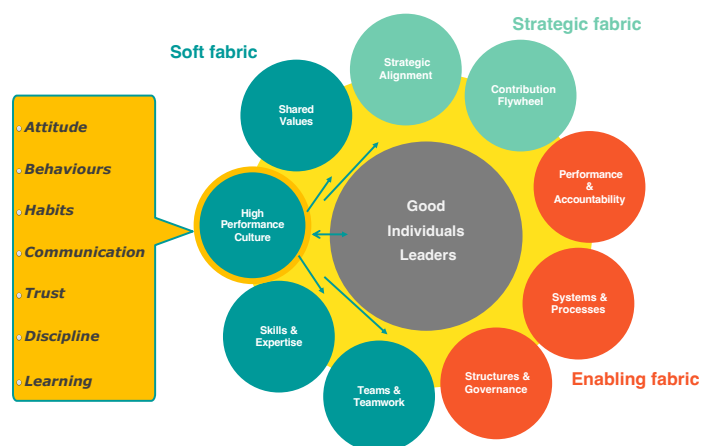 Strategic fabric
Soft fabric
Strategic
Alignment
Contribution
Flywheel
Shared
Values
Attitude
Behaviours
Habits
Communication
Trust
Discipline
Learning
High
Performance
Culture
Good
Individuals
Leaders
Performance
&
Accountability
Systems &
Processes
Skills &
Expertise
Teams &
Teamwork
Structures &
Governance
Enabling fabric